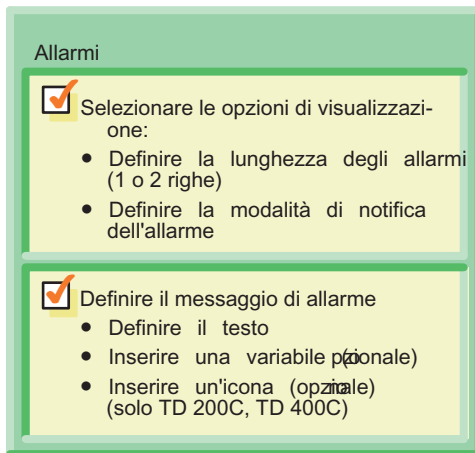 Allarmi
Selezionare le opzioni di visualizzazi-
one:
• Definire la lunghezza degli allarmi
(1 o 2 righe)
• Definire la modalità di notifica
dell'allarme
Definire il messaggio di allarme
• Definire il testo
• Inserire una variabile (opzionale)
• Inserire un'icona (opzionale)
(solo TD 200C, TD 400C)